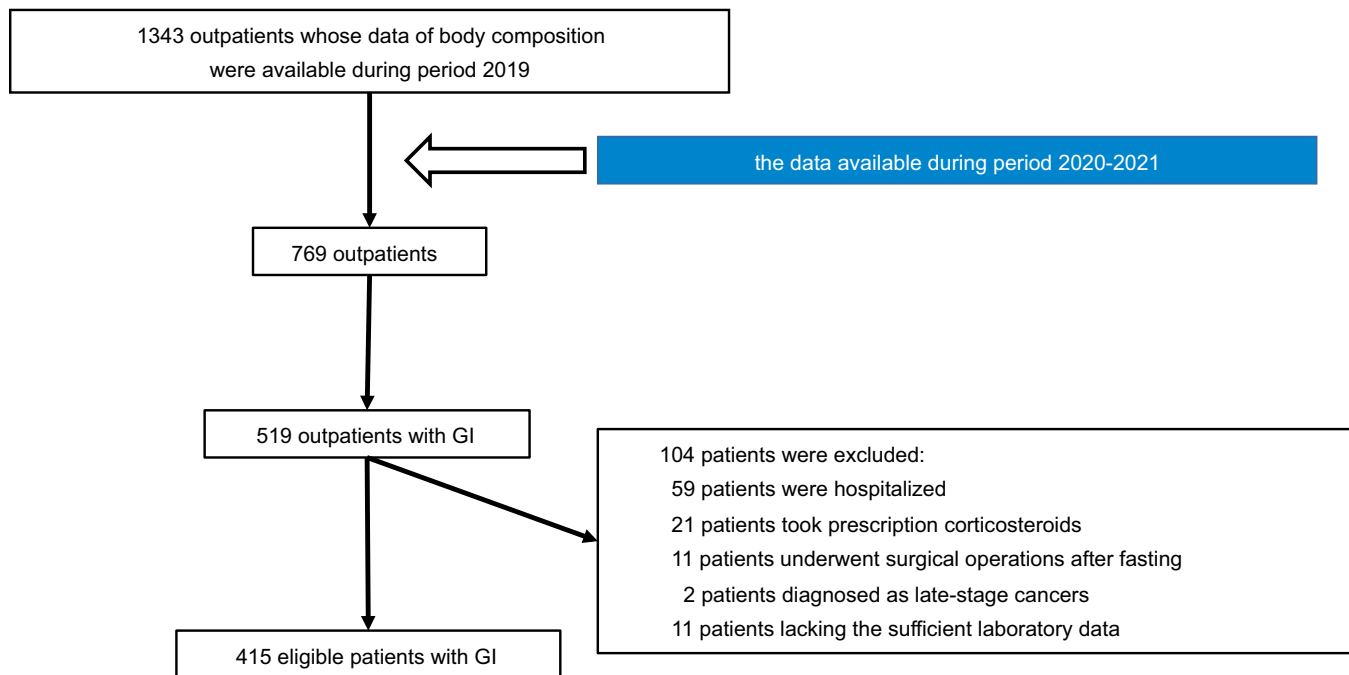 1343 outpatients whose data of body composition
were available during period 2019
the data available during period 2020-2021
769 outpatients
519 outpatients with GI
104 patients were excluded:
59 patients were hospitalized
21 patients took prescription corticosteroids
11 patients underwent surgical operations after fasting
2 patients diagnosed as late-stage cancers
11 patients lacking the sufficient laboratory data
415 eligible patients with GI